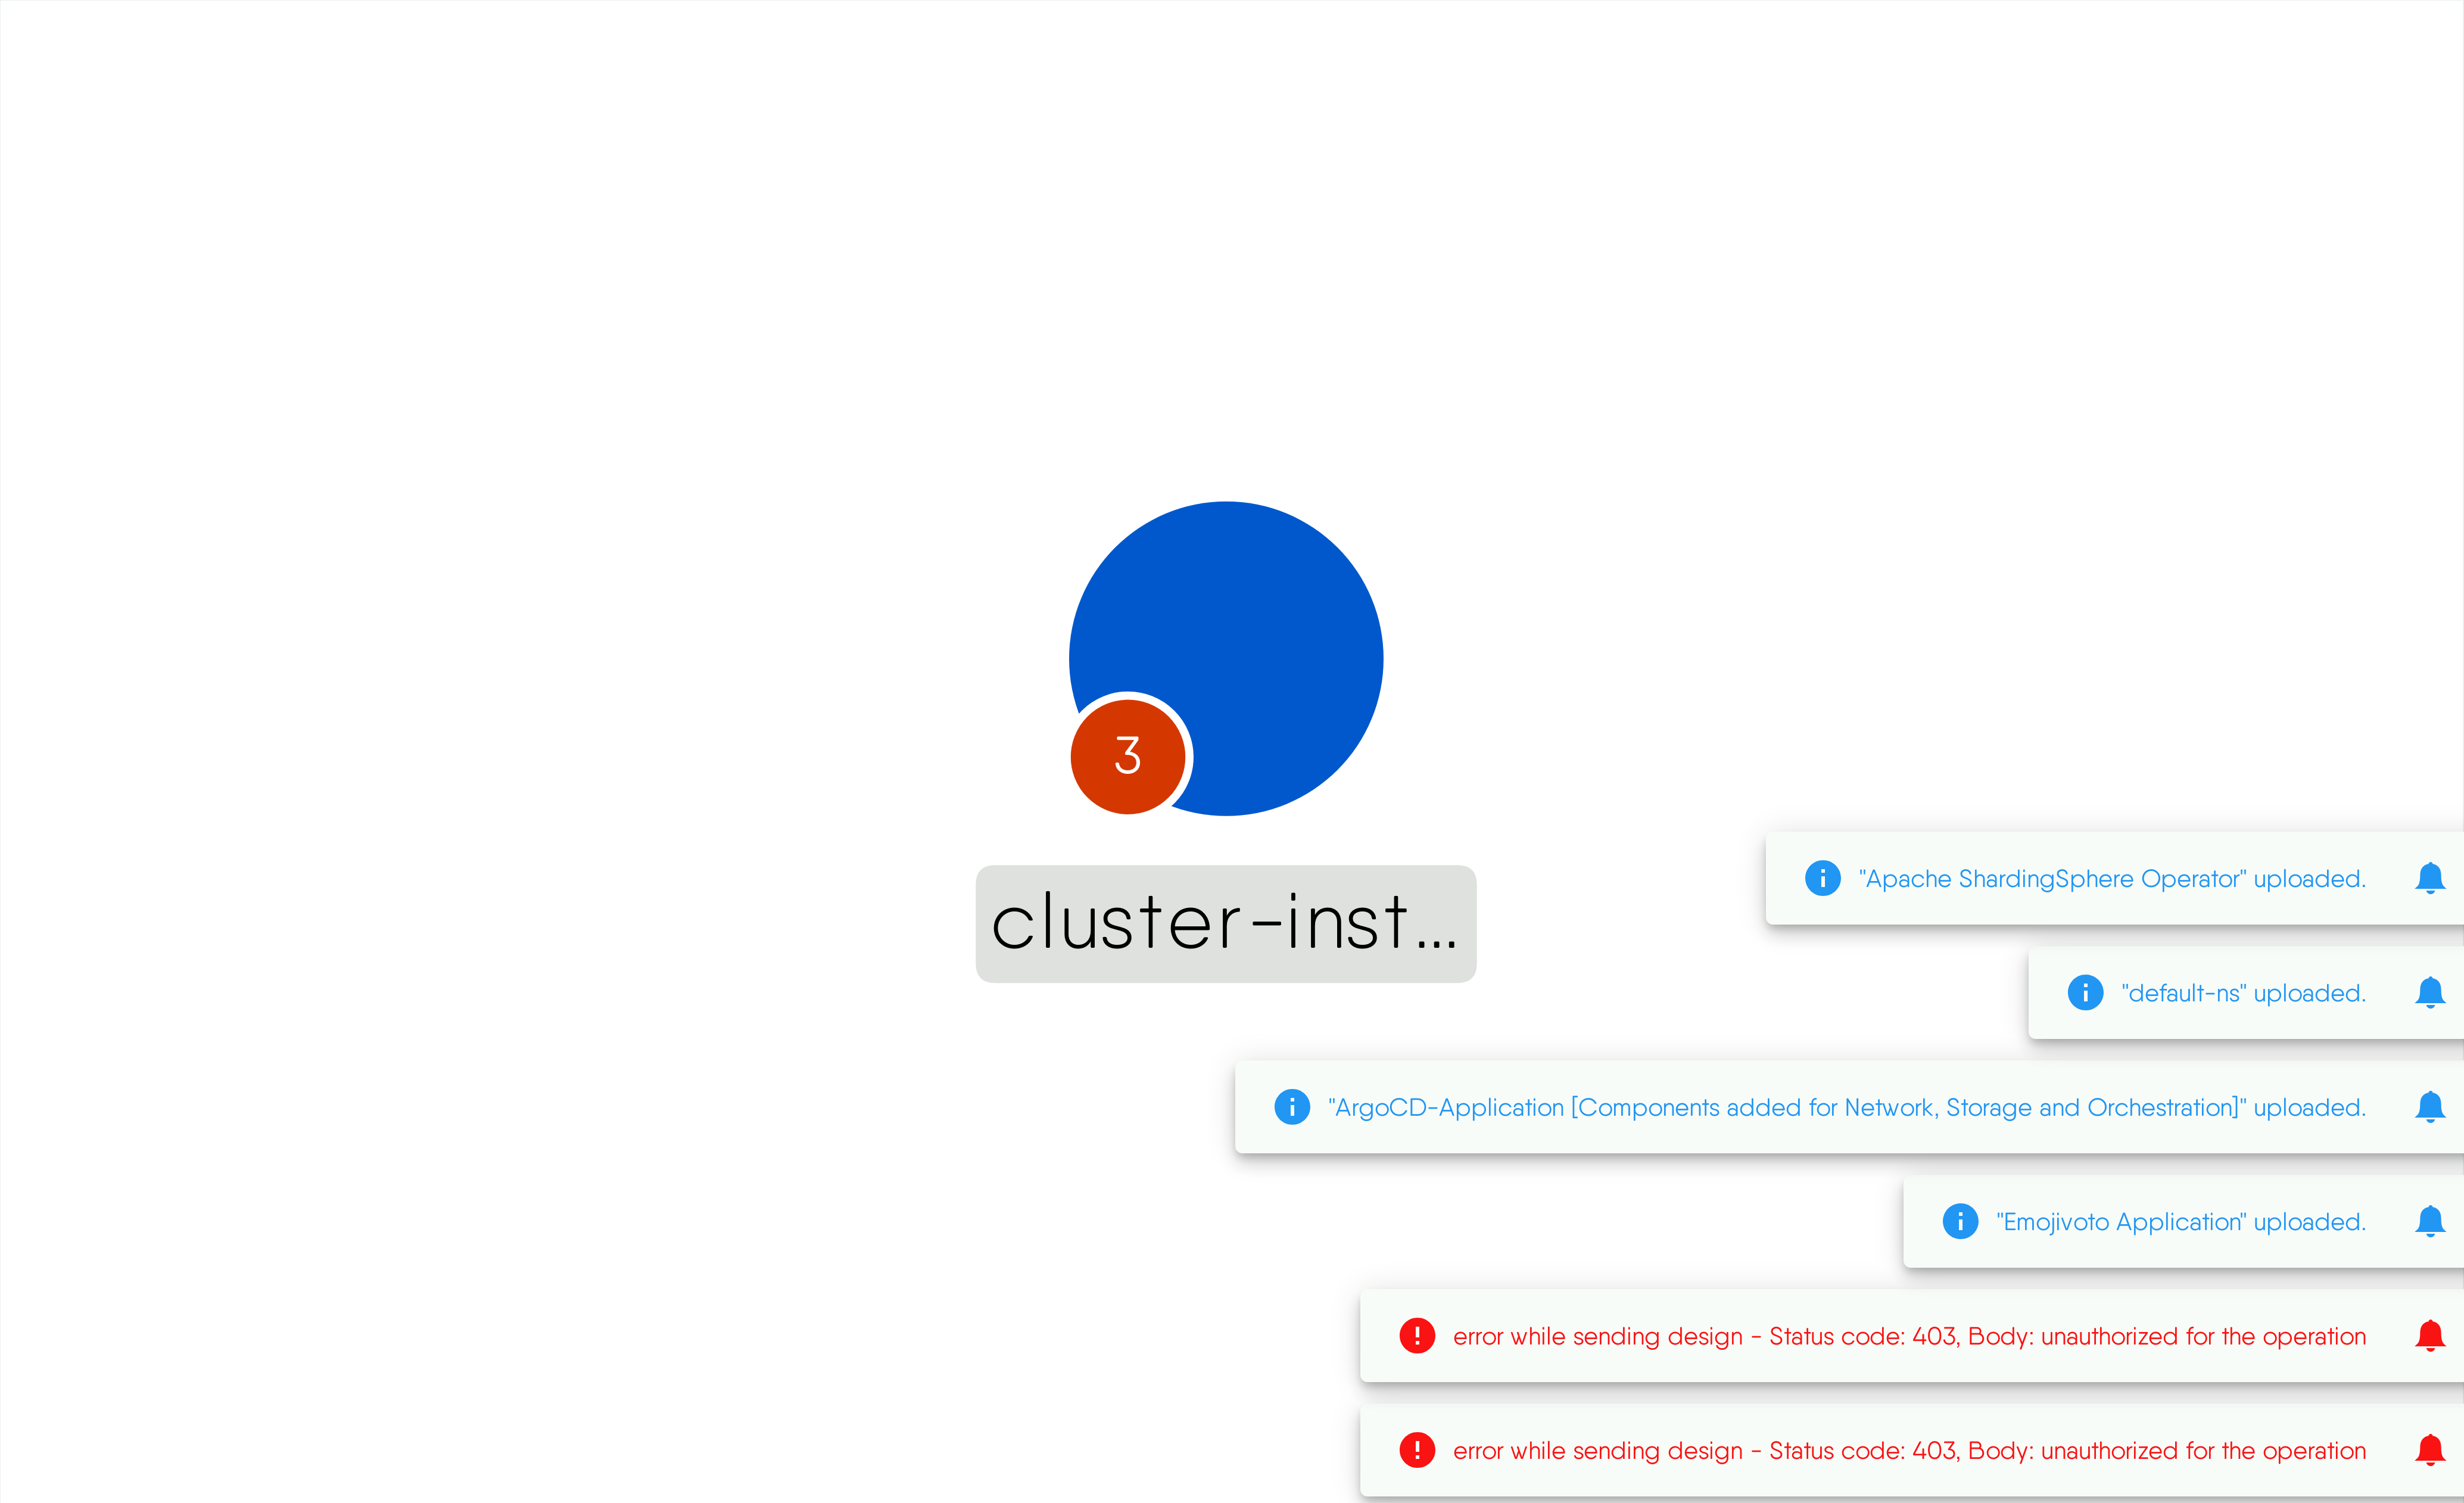 3
cluster-inst...
"Apache ShardingSphere Operator" uploaded.
"default-ns" uploaded.
"ArgoCD-Application [Components added for Network, Storage and Orchestration]" uploaded.
"Emojivoto Application" uploaded.
error while sending design - Status code: 403, Body: unauthorized for the operation
error while sending design - Status code: 403, Body: unauthorized for the operation